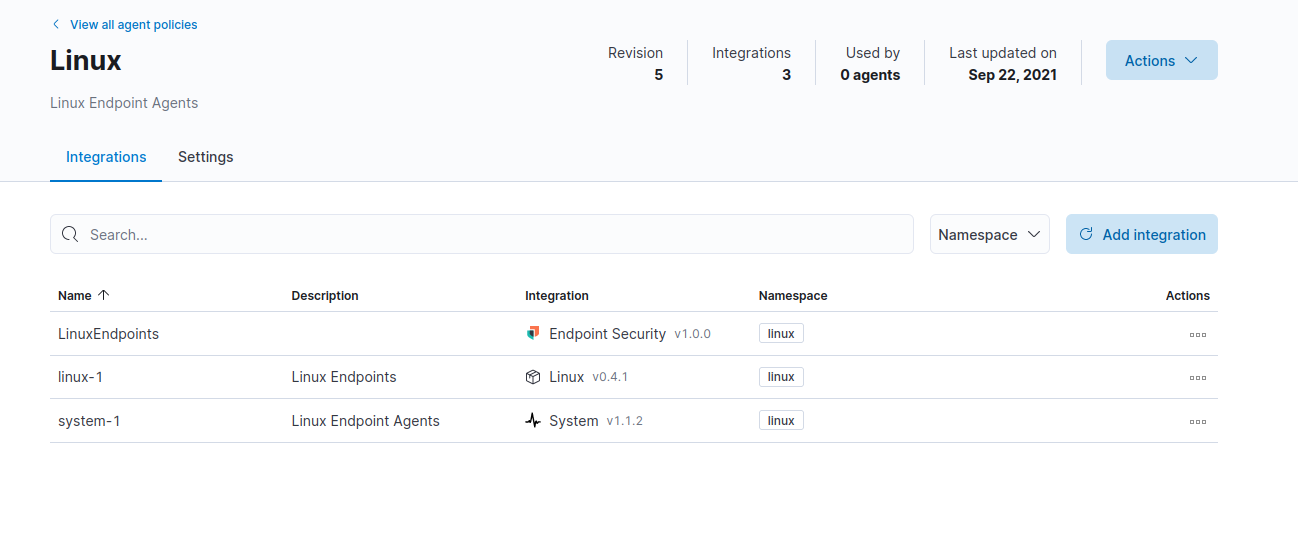 View all agent policies
Linux
Revision Integrations Used by Last updated on
5 3 0 agents Sep 22, 2021
Actions
Linux Endpoint Agents
Integrations Settings
Search... Namespace Add integration
Name Description Integration Namespace Actions
LinuxEndpoints Endpoint Security v1.0.0 linux
linux-1 Linux Endpoints Linux v0.4.1 linux
system-1 Linux Endpoint Agents System v1.1.2 linux